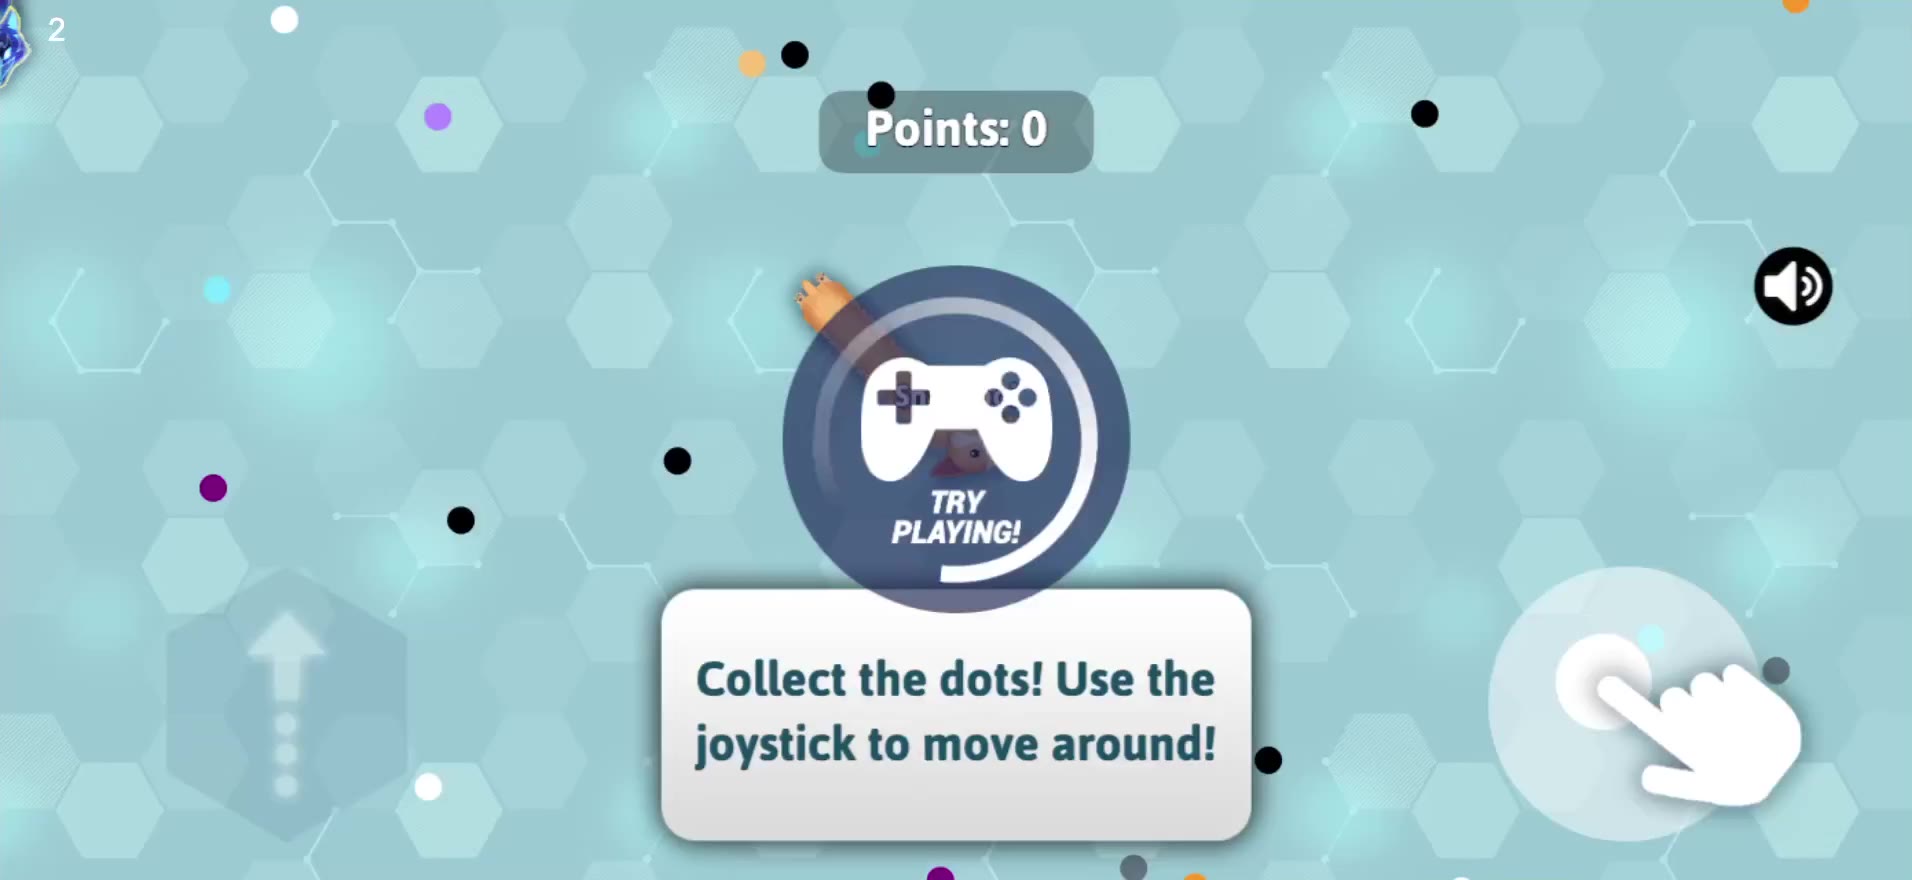 2
Points: 0
TRY
PLAYING!
Collect the dots! Use the
joystick to move around!